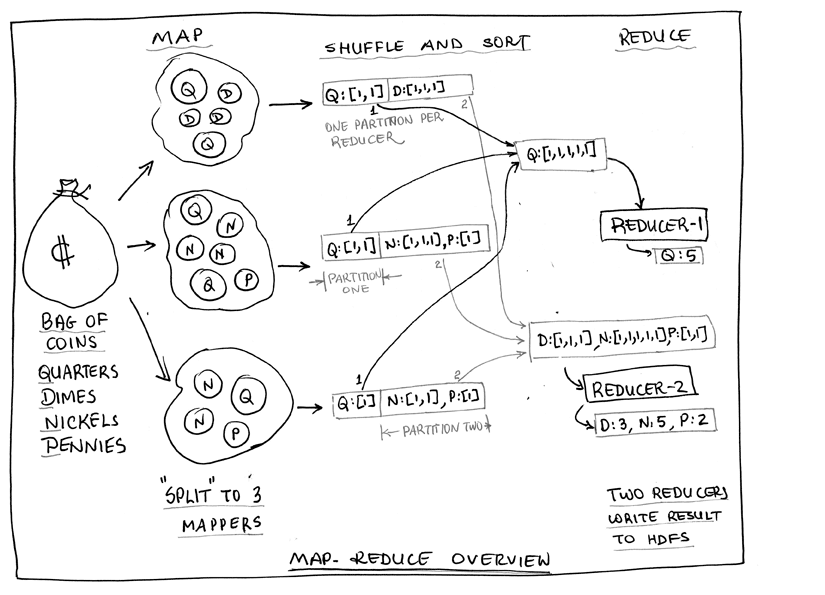 MAP
SHUFFLE AND SORT
REDUCE
Q
D
D
D
Q
Q:[1,1] D:[1,1,1]
1
2
ONE PARTITION PER
REDUCER
Q:[1,1,1,1,1]
REDUCER-1
Q:5
₵
BAG OF
COINS
QUARTERS
DIMES
NICKELS
PENNIES
Q
N
N
N
Q
P
1
Q:[1,1] N:[1,1,1],P:[1]
2
PARTITION
ONE
D:[1,1,1],N:[1,1,1,1,1],P:[1,1]
REDUCER-2
D:3, N:5, P:2
N
Q
N
P
1
2
Q:[1] N:[1,1],P:[1]
PARTITION TWO
"SPLIT" TO 3
MAPPERS
TWO REDUCERS
WRITE RESULT
TO HDFS
MAP-REDUCE OVERVIEW